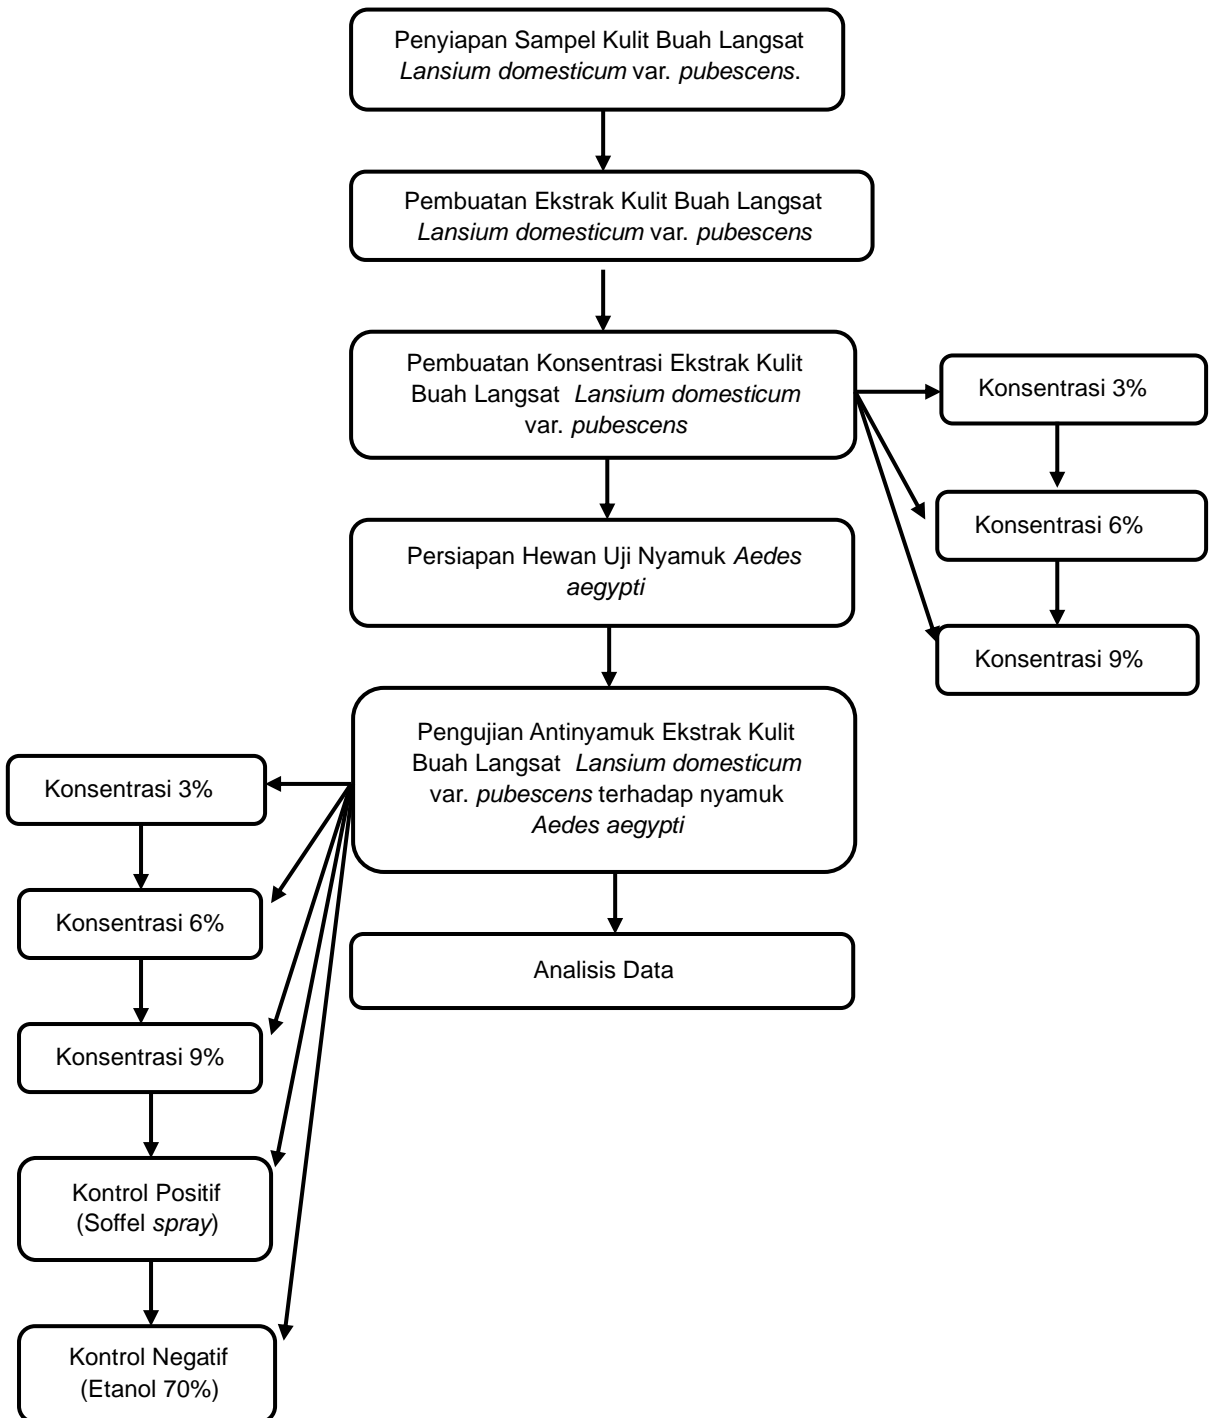 Penyiapan Sampel Kulit Buah Langsat
Lansium domesticum var. pubescens.
Pembuatan Ekstrak Kulit Buah Langsat
Lansium domesticum var. pubescens
Pembuatan Konsentrasi Ekstrak Kulit
Buah Langsat Lansium domesticum
var. pubescens
Konsentrasi 3%
Konsentrasi 6%
Konsentrasi 9%
Persiapan Hewan Uji Nyamuk Aedes
aegypti
Pengujian Antinyamuk Ekstrak Kulit
Buah Langsat Lansium domesticum
var. pubescens terhadap nyamuk
Aedes aegypti
Konsentrasi 3%
Konsentrasi 6%
Konsentrasi 9%
Kontrol Positif
(Soffel spray)
Kontrol Negatif
(Etanol 70%)
Analisis Data